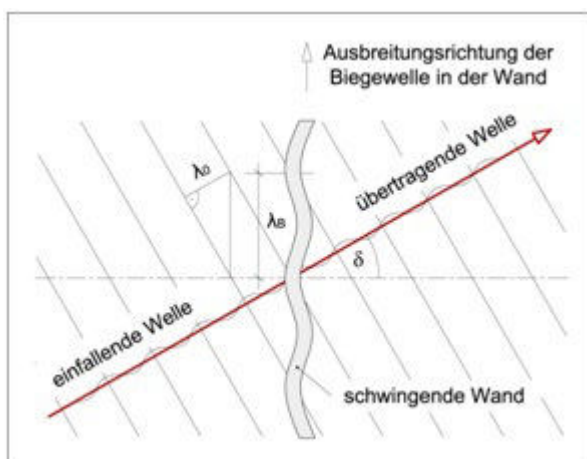 Ausbreitungsrichtung der
Biegewelle in der Wand
übertragende Welle
λ₀
λB
δ
einfallende Welle
schwingende Wand